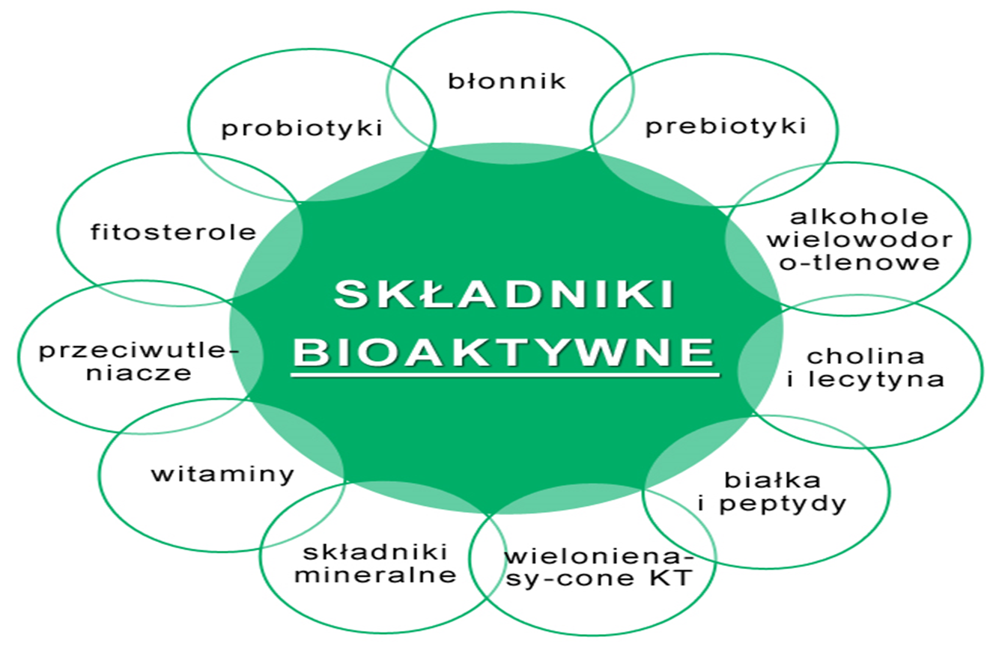 błonnik
probiotyki
prebiotyki
fitosterole
alkohole
wielowodor
o-tlenowe
SKŁADNIKI
BIOAKTYWNE
przeciwutle-
niacze
cholina
i lecytyna
witaminy
białka
i peptydy
składniki
mineralne
wieloniena-
sy-cone KT